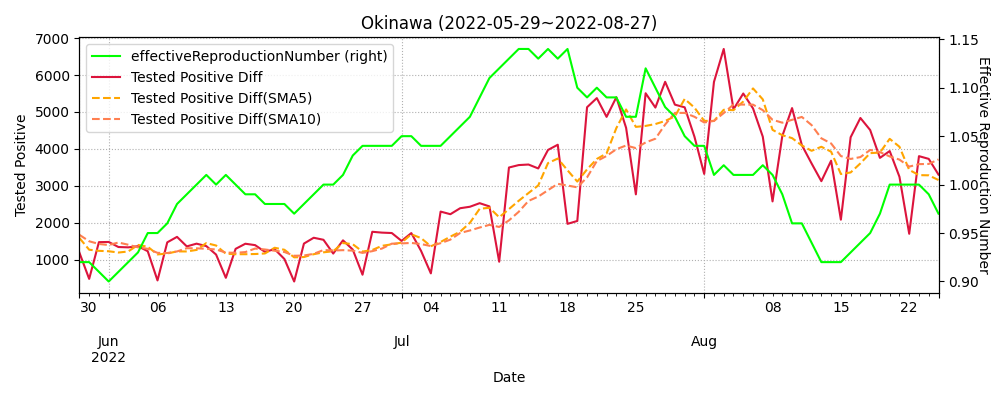 Okinawa (2022-05-29~2022-08-27)
effectiveReproductionNumber (right)
Tested Positive Diff
Tested Positive Diff(SMA5)
Tested Positive Diff(SMA10)
Tested Positive
7000
6000
5000
4000
3000
2000
1000
Effective Reproduction Number
1.15
1.10
1.05
1.00
0.95
0.90
30 06 13 20 27 04 11 18 25 08 15 22
Jun Jul Aug
2022
Date